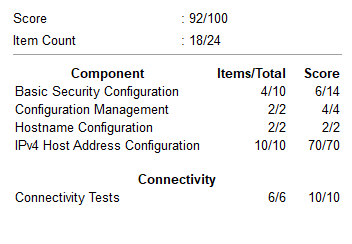 Score : 92/100
Item Count : 18/24
Component Items/Total Score
Basic Security Configuration 4/10 6/14
Configuration Management 2/2 4/4
Hostname Configuration 2/2 2/2
IPv4 Host Address Configuration 10/10 70/70
Connectivity
Connectivity Tests 6/6 10/10